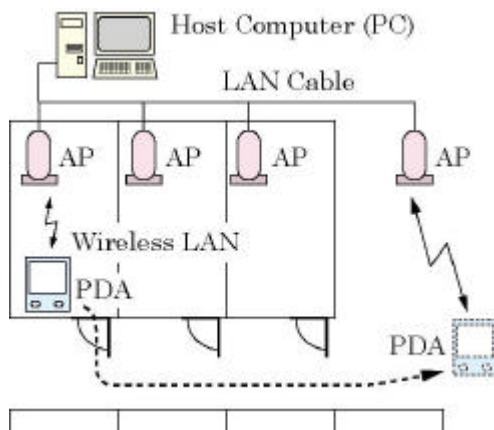 Host Computer (PC)
LAN Cable
AP
AP
AP
AP
Wireless LAN
PDA
PDA